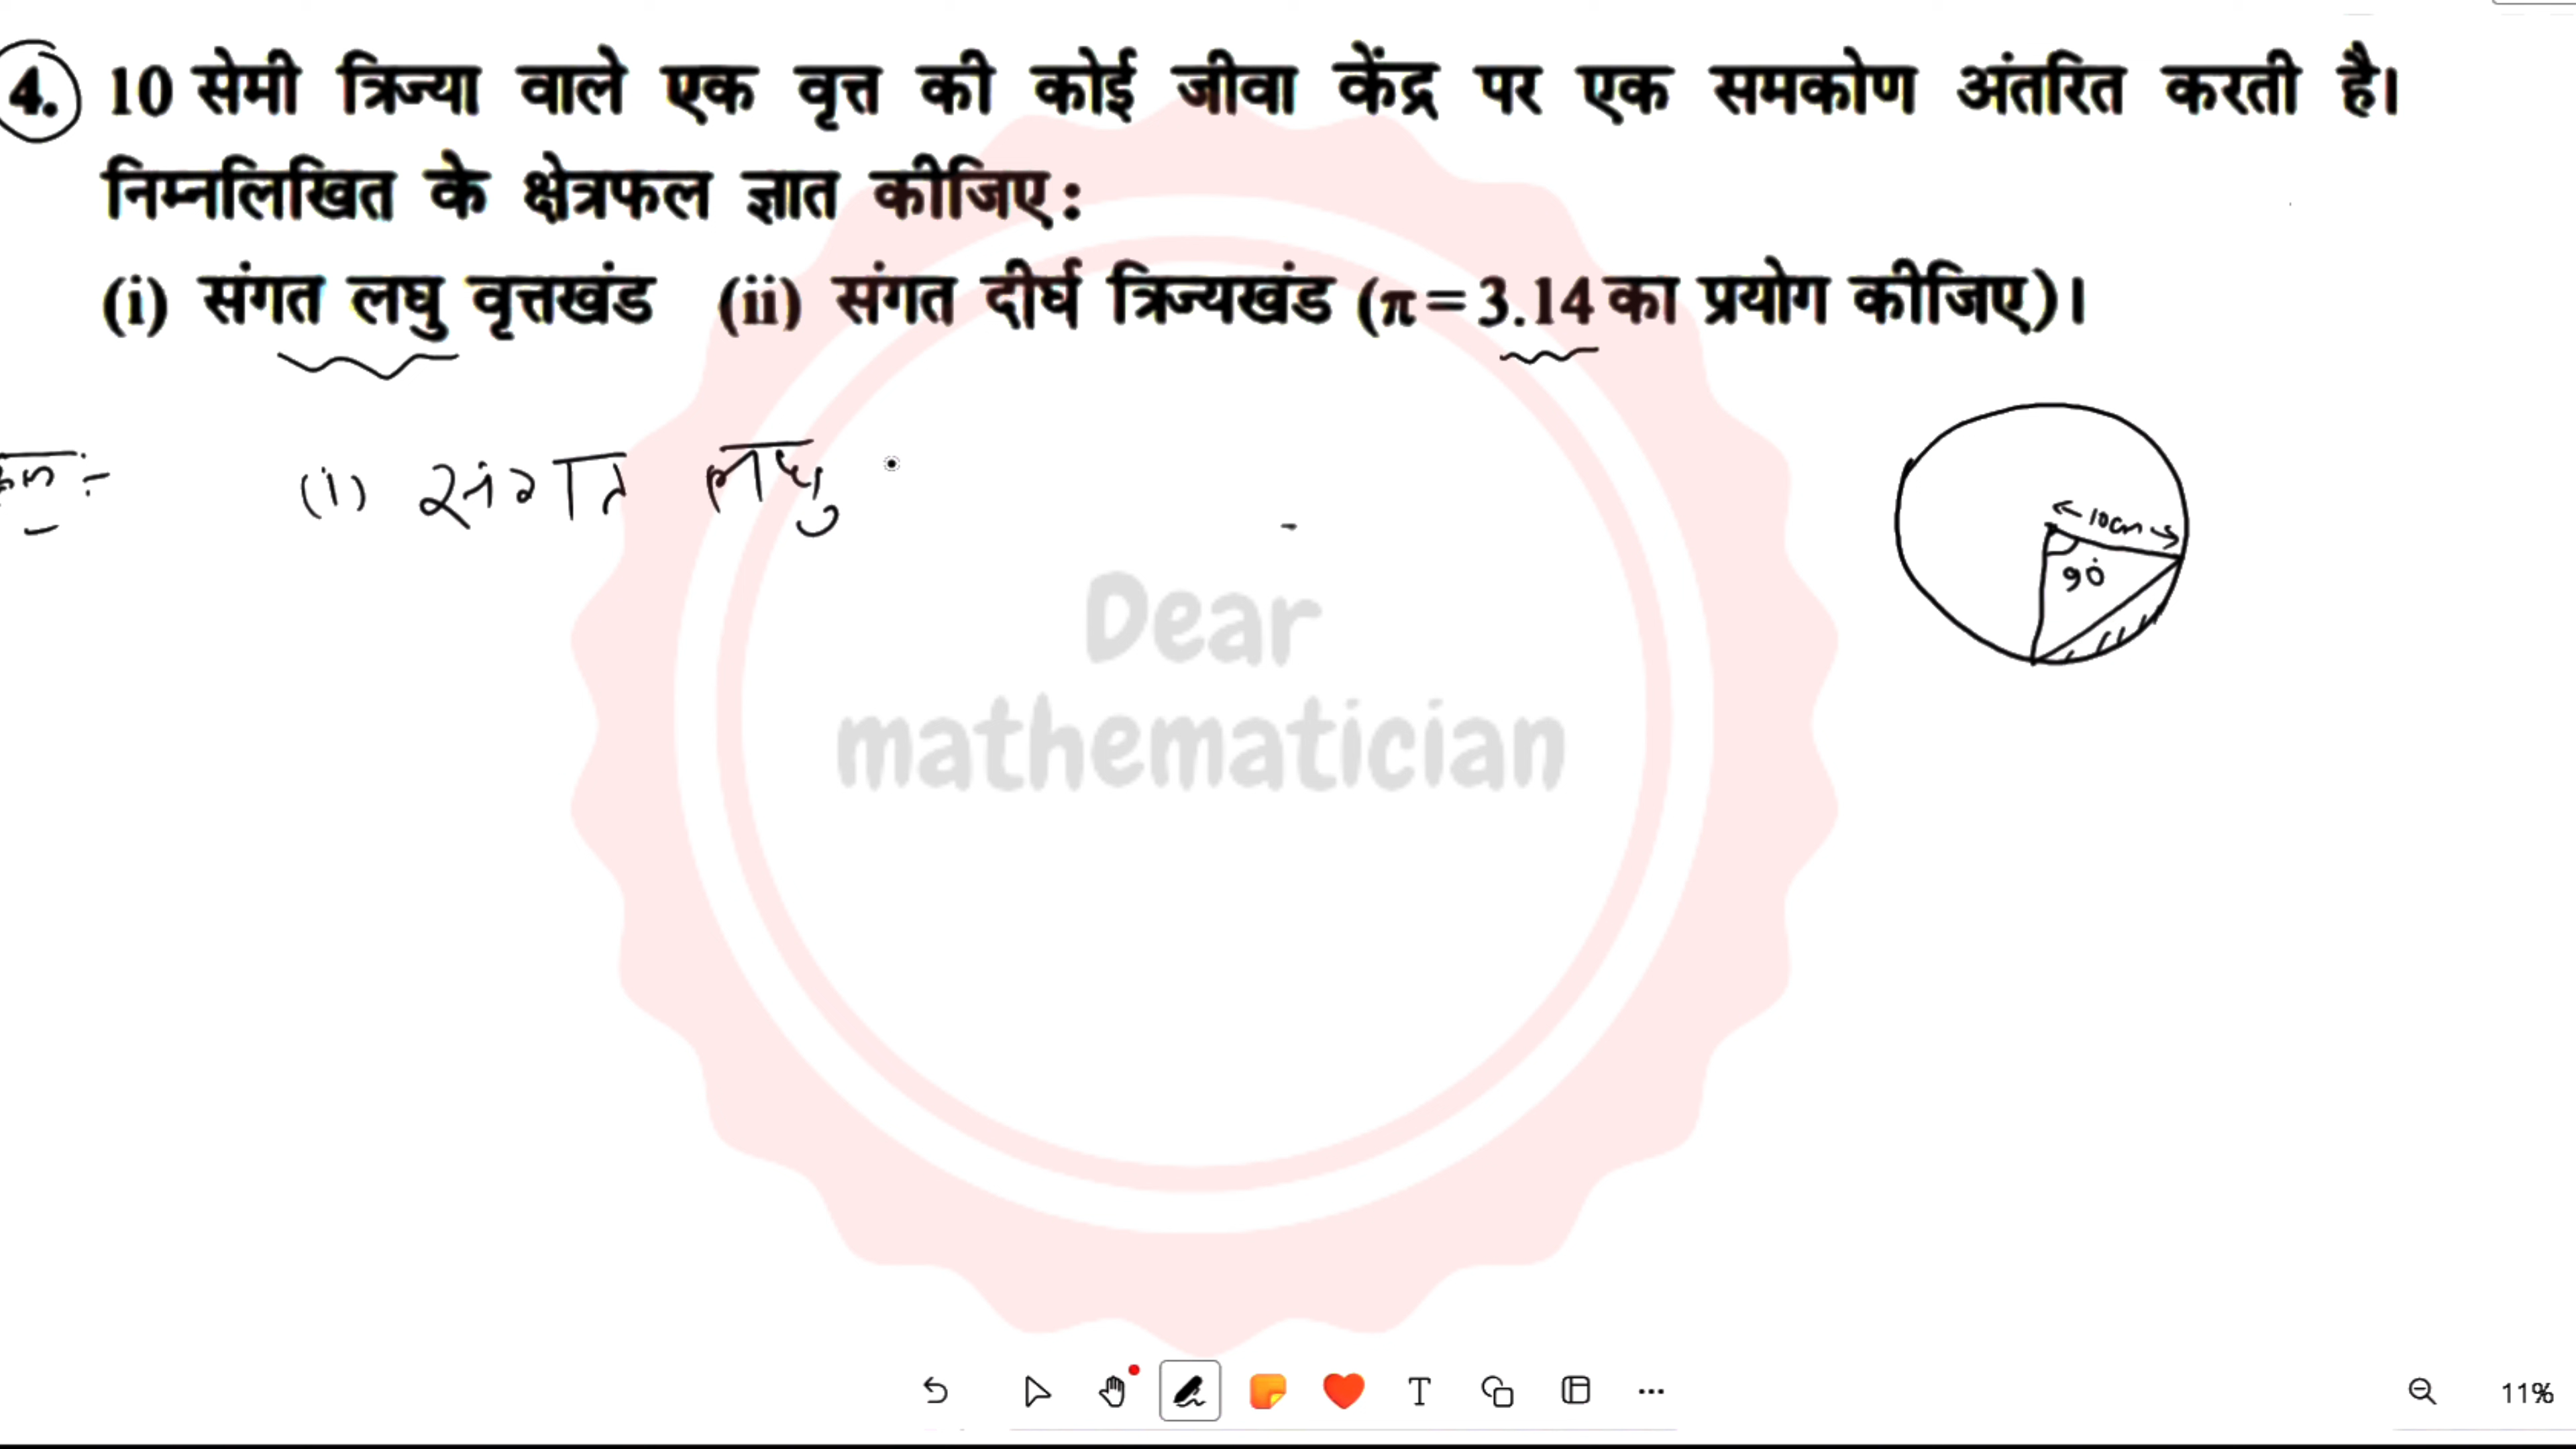 4. 10 सेमी त्रिज्या वाले एक वृत्त की कोई जीवा केंद्र पर एक समकोण अंतरित करती है।
निम्नलिखित के क्षेत्रफल ज्ञात कीजिए:
(i) संगत लघु वृत्तखंड (ii) संगत दीर्घ त्रिज्यखंड (π=3.14 का प्रयोग कीजिए)।
(i) संगत लघु
10cm
90°
Dear
mathematician
T
11%